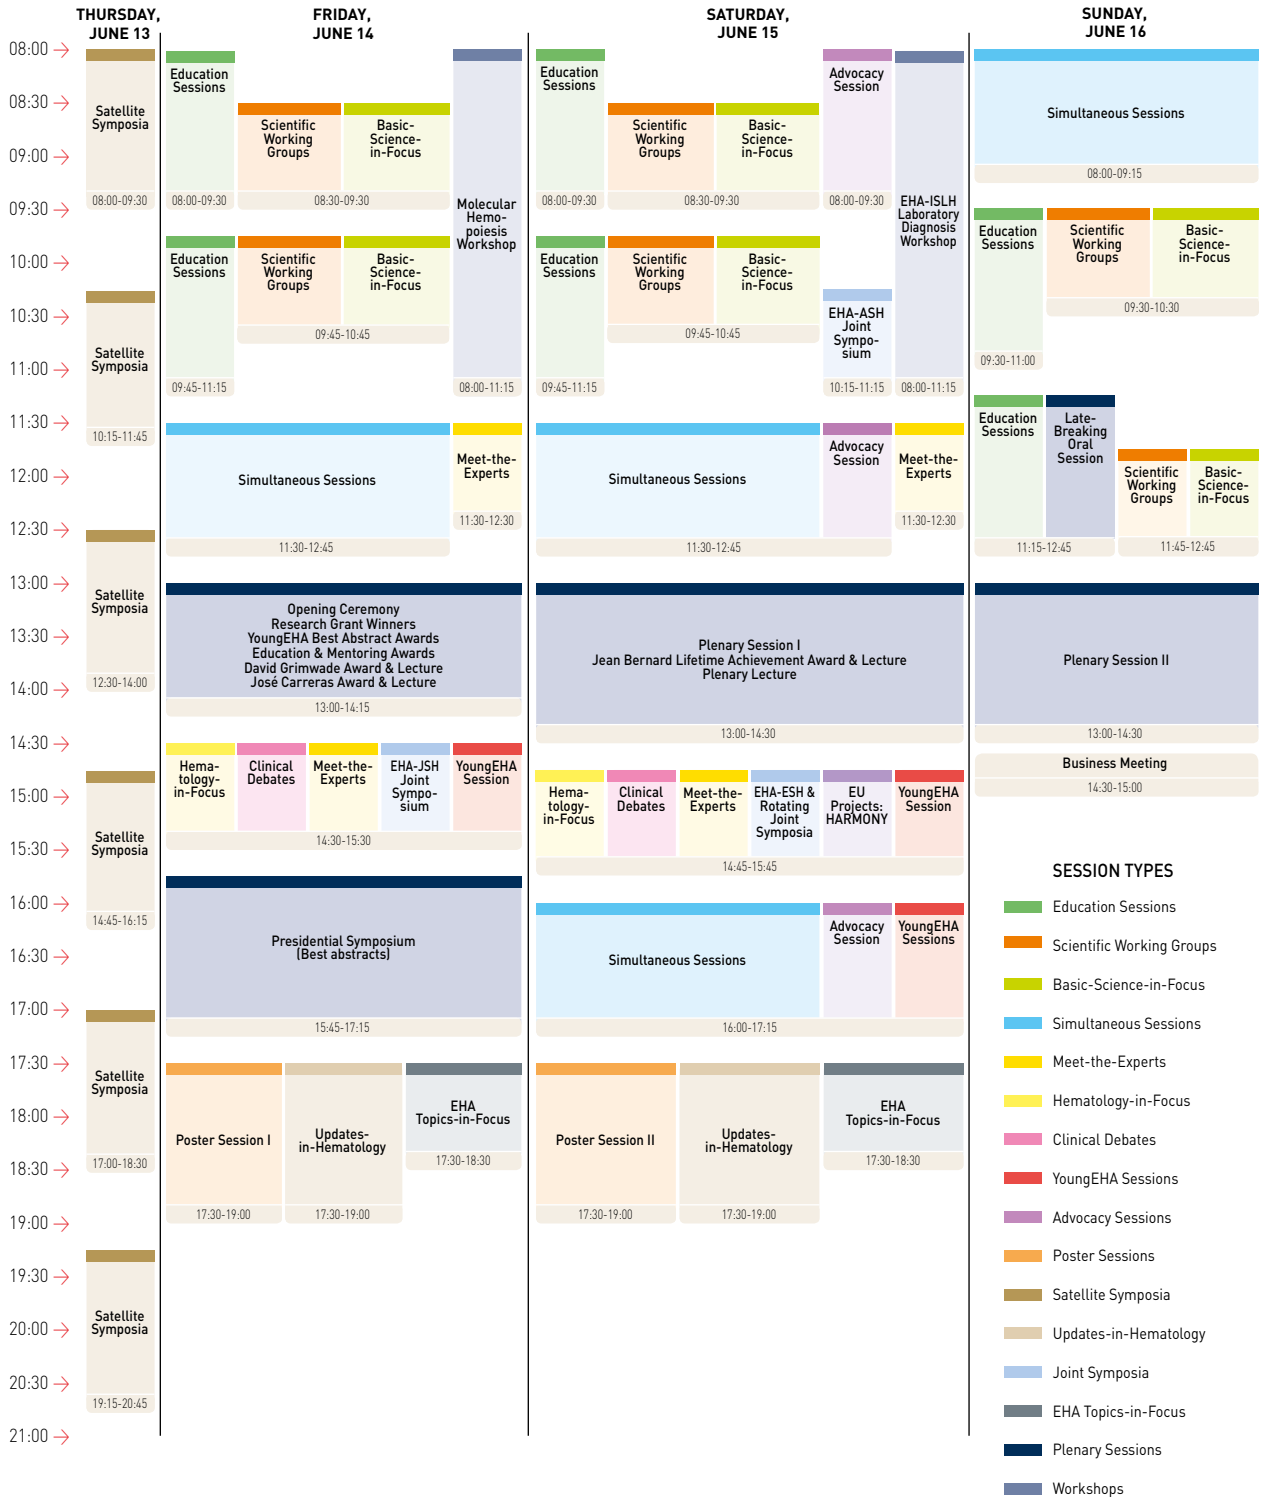 THURSDAY,
JUNE 13
FRIDAY,
JUNE 14
SATURDAY,
JUNE 15
SUNDAY,
JUNE 16
08:00
08:30
09:00
09:30
10:00
10:30
11:00
11:30
12:00
12:30
13:00
13:30
14:00
14:30
15:00
15:30
16:00
16:30
17:00
17:30
18:00
18:30
19:00
19:30
20:00
20:30
21:00
Satellite
Symposia
08:00-09:30
Satellite
Symposia
10:15-11:45
Satellite
Symposia
12:30-14:00
Satellite
Symposia
14:45-16:15
Satellite
Symposia
17:00-18:30
Satellite
Symposia
19:15-20:45
Education
Sessions
08:00-09:30
Scientific
Working
Groups
Basic-
Science-
in-Focus
08:30-09:30
Molecular
Hemo-
poiesis
Workshop
08:00-11:15
Education
Sessions
09:45-11:15
Scientific
Working
Groups
Basic-
Science-
in-Focus
09:45-10:45
Simultaneous Sessions
11:30-12:45
Meet-the-
Experts
11:30-12:30
Opening Ceremony
Research Grant Winners
YoungEHA Best Abstract Awards
Education & Mentoring Awards
David Grimwade Award & Lecture
José Carreras Award & Lecture
13:00-14:15
Hema-
tology-
in-Focus
Clinical
Debates
Meet-the-
Experts
EHA-JSH
Joint
Sympo-
sium
YoungEHA
Session
14:30-15:30
Presidential Symposium
(Best abstracts)
15:45-17:15
Poster Session I
17:30-19:00
Updates-
in-Hematology
17:30-19:00
EHA
Topics-in-Focus
17:30-18:30
Education
Sessions
08:00-09:30
Scientific
Working
Groups
Basic-
Science-
in-Focus
08:30-09:30
Advocacy
Session
08:00-09:30
EHA-ISLH
Laboratory
Diagnosis
Workshop
08:00-11:15
Education
Sessions
09:45-11:15
Scientific
Working
Groups
Basic-
Science-
in-Focus
09:45-10:45
EHA-ASH
Joint
Sympo-
sium
10:15-11:15
Simultaneous Sessions
Advocacy
Session
11:30-12:45
Meet-the-
Experts
11:30-12:30
Plenary Session I
Jean Bernard Lifetime Achievement Award & Lecture
Plenary Lecture
13:00-14:30
Hema-
tology-
in-Focus
Clinical
Debates
Meet-the-
Experts
EHA-ESH &
Rotating
Joint
Symposia
EU
Projects:
HARMONY
YoungEHA
Session
14:45-15:45
Simultaneous Sessions
Advocacy
Session
YoungEHA
Sessions
16:00-17:15
Poster Session II
17:30-19:00
Updates-
in-Hematology
17:30-19:00
EHA
Topics-in-Focus
17:30-18:30
Simultaneous Sessions
08:00-09:15
Education
Sessions
09:30-11:00
Scientific
Working
Groups
Basic-
Science-
in-Focus
09:30-10:30
Education
Sessions
Late-
Breaking
Oral
Session
11:15-12:45
Scientific
Working
Groups
Basic-
Science-
in-Focus
11:45-12:45
Plenary Session II
13:00-14:30
Business Meeting
14:30-15:00
SESSION TYPES
Education Sessions
Scientific Working Groups
Basic-Science-in-Focus
Simultaneous Sessions
Meet-the-Experts
Hematology-in-Focus
Clinical Debates
YoungEHA Sessions
Advocacy Sessions
Poster Sessions
Satellite Symposia
Updates-in-Hematology
Joint Symposia
EHA Topics-in-Focus
Plenary Sessions
Workshops